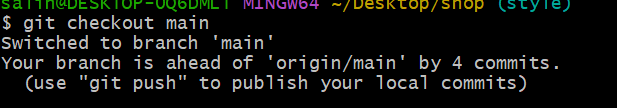 salih@DESKTOP-OQ6DMLT MINGW64 ~/Desktop/shop (style)
$ git checkout main
Switched to branch 'main'
Your branch is ahead of 'origin/main' by 4 commits.
  (use "git push" to publish your local commits)